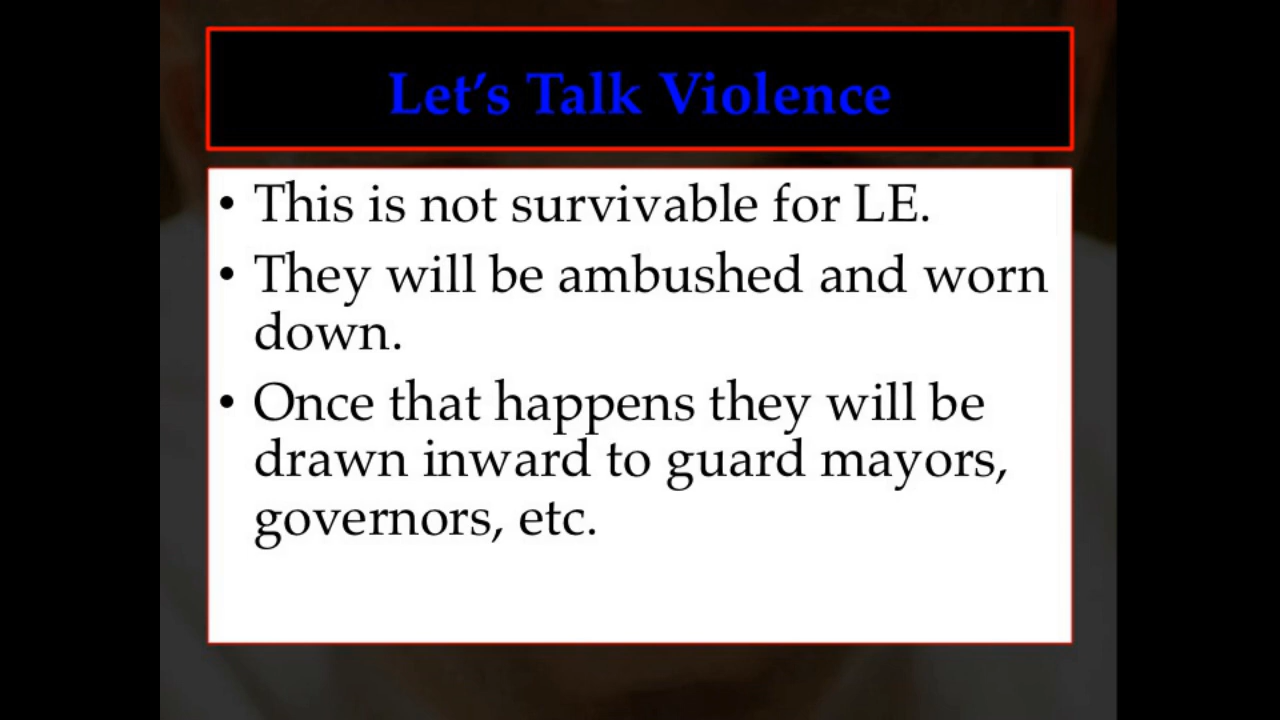 Let's Talk Violence
• This is not survivable for LE.
• They will be ambushed and worn
down.
• Once that happens they will be
drawn inward to guard mayors,
governors, etc.